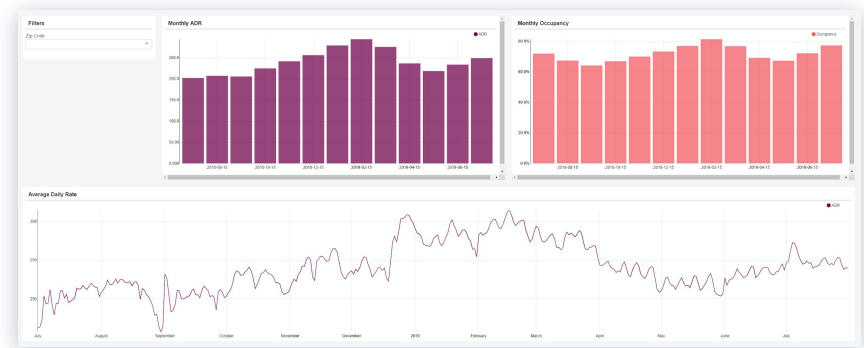 Filters
Zip Code
Monthly ADR
ADR
250.0
200.0
150.0
100.0
50.0
0.00
2018-08-15
2018-10-15
2018-12-15
2019-02-15
2019-04-15
2019-06-15
Monthly Occupancy
Occupancy
80.0%
60.0%
40.0%
20.0%
0.0%
2018-08-15
2018-10-15
2018-12-15
2019-02-15
2019-04-15
2019-06-15
Average Daily Rate
ADR
300
250
200
July
August
September
October
November
December
2019
February
March
April
May
June
July